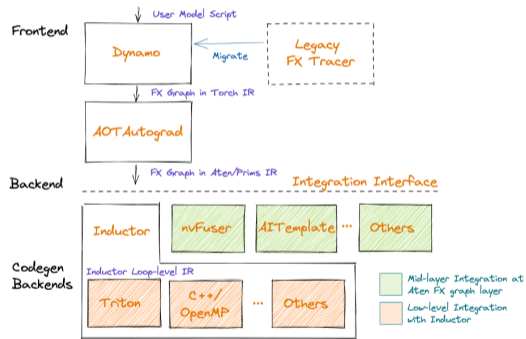 User Model Script
Frontend
Dynamo
Migrate
Legacy
FX Tracer
FX Graph in Torch IR
AOTAutograd
FX Graph in Aten/Prims IR
Backend
Integration Interface
Inductor
nvFuser
AITemplate
...
Others
Codegen
Backends
Inductor Loop-level IR
Triton
C++/
OpenMP
...
Others
Mid-layer Integration at
Aten FX graph layer
Low-level Integration
with Inductor